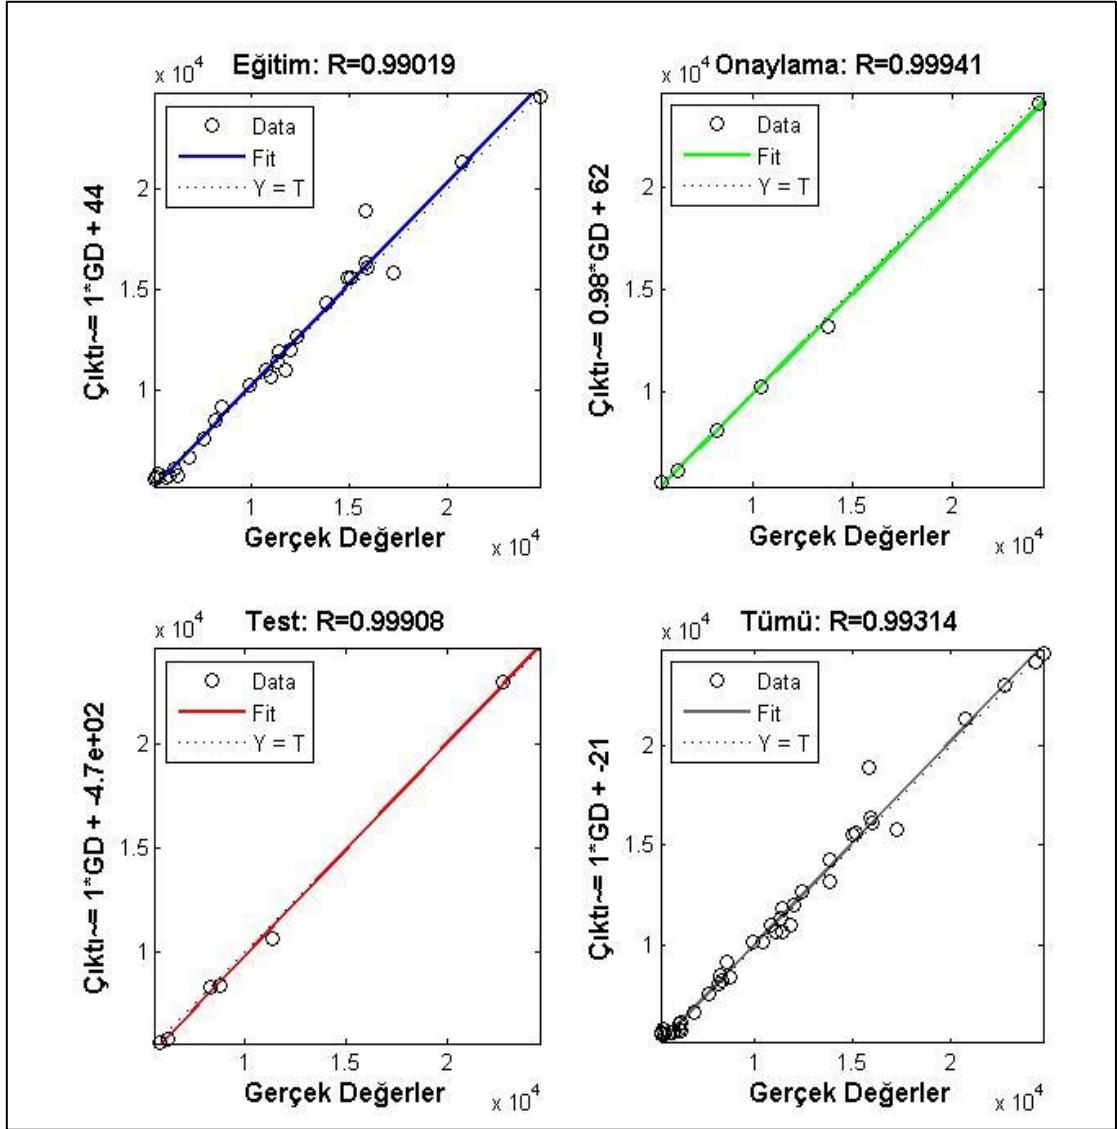 x 10^4
Eğitim: R=0.99019
Data
Fit
Y = T
2
1.5
1
Çıktı~= 1*GD + 44
1 1.5 2
Gerçek Değerler
x 10^4
x 10^4
Onaylama: R=0.99941
Data
Fit
Y = T
2
1.5
1
Çıktı~= 0.98*GD + 62
1 1.5 2
Gerçek Değerler
x 10^4
x 10^4
Test: R=0.99908
Data
Fit
Y = T
2
1.5
1
Çıktı~= 1*GD + -4.7e+02
1 1.5 2
Gerçek Değerler
x 10^4
x 10^4
Tümü: R=0.99314
Data
Fit
Y = T
2
1.5
1
Çıktı~= 1*GD + -21
1 1.5 2
Gerçek Değerler
x 10^4